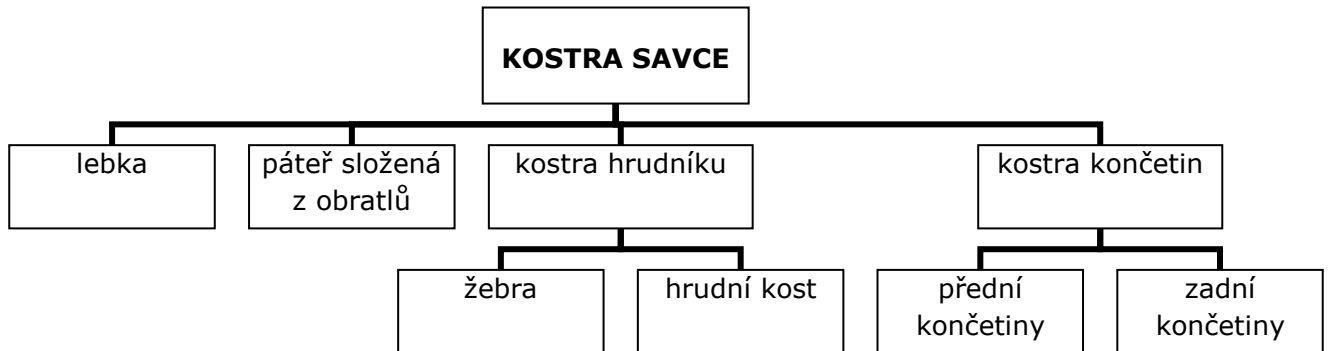 KOSTRA SAVCE
lebka
páteř složená
z obratlů
kostra hrudníku
kostra končetin
žebra
hrudní kost
přední
končetiny
zadní
končetiny